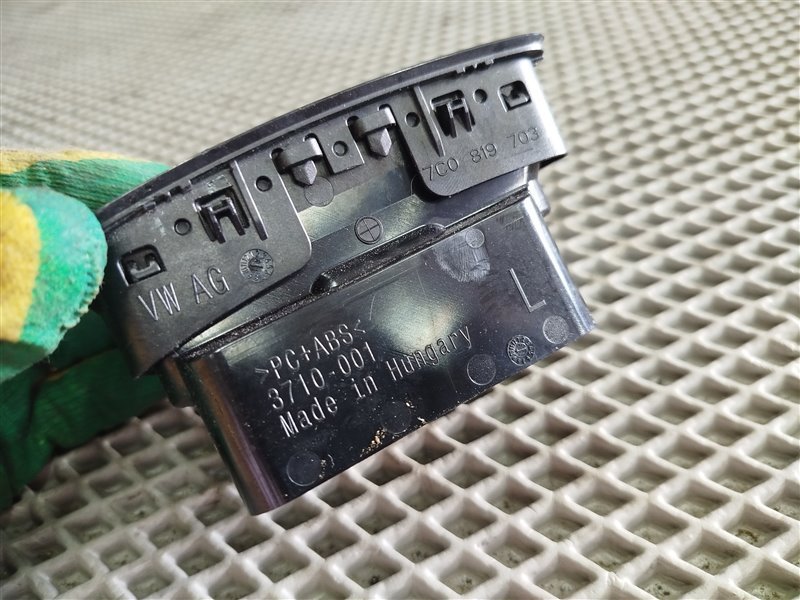 7C0 819 703
VW AG
L
>PC+ABS<
3710-001
Made in Hungary